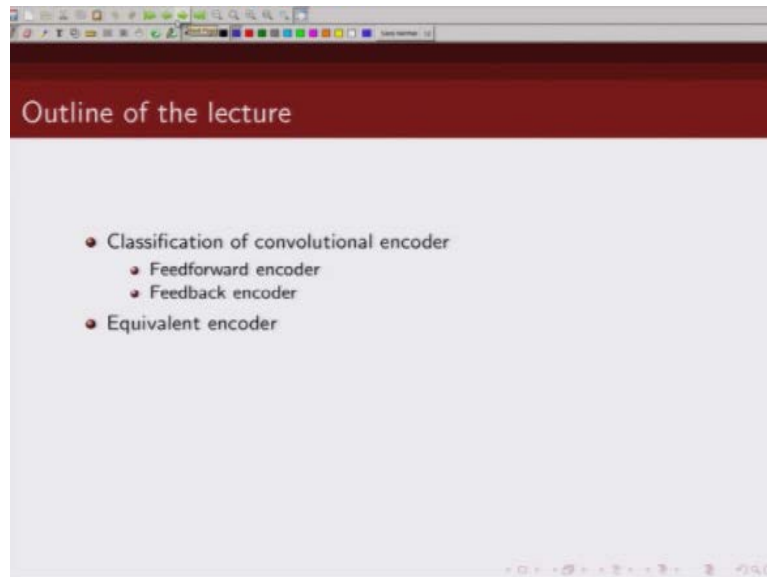 Outline of the lecture
Classification of convolutional encoder
Feedforward encoder
Feedback encoder
Equivalent encoder